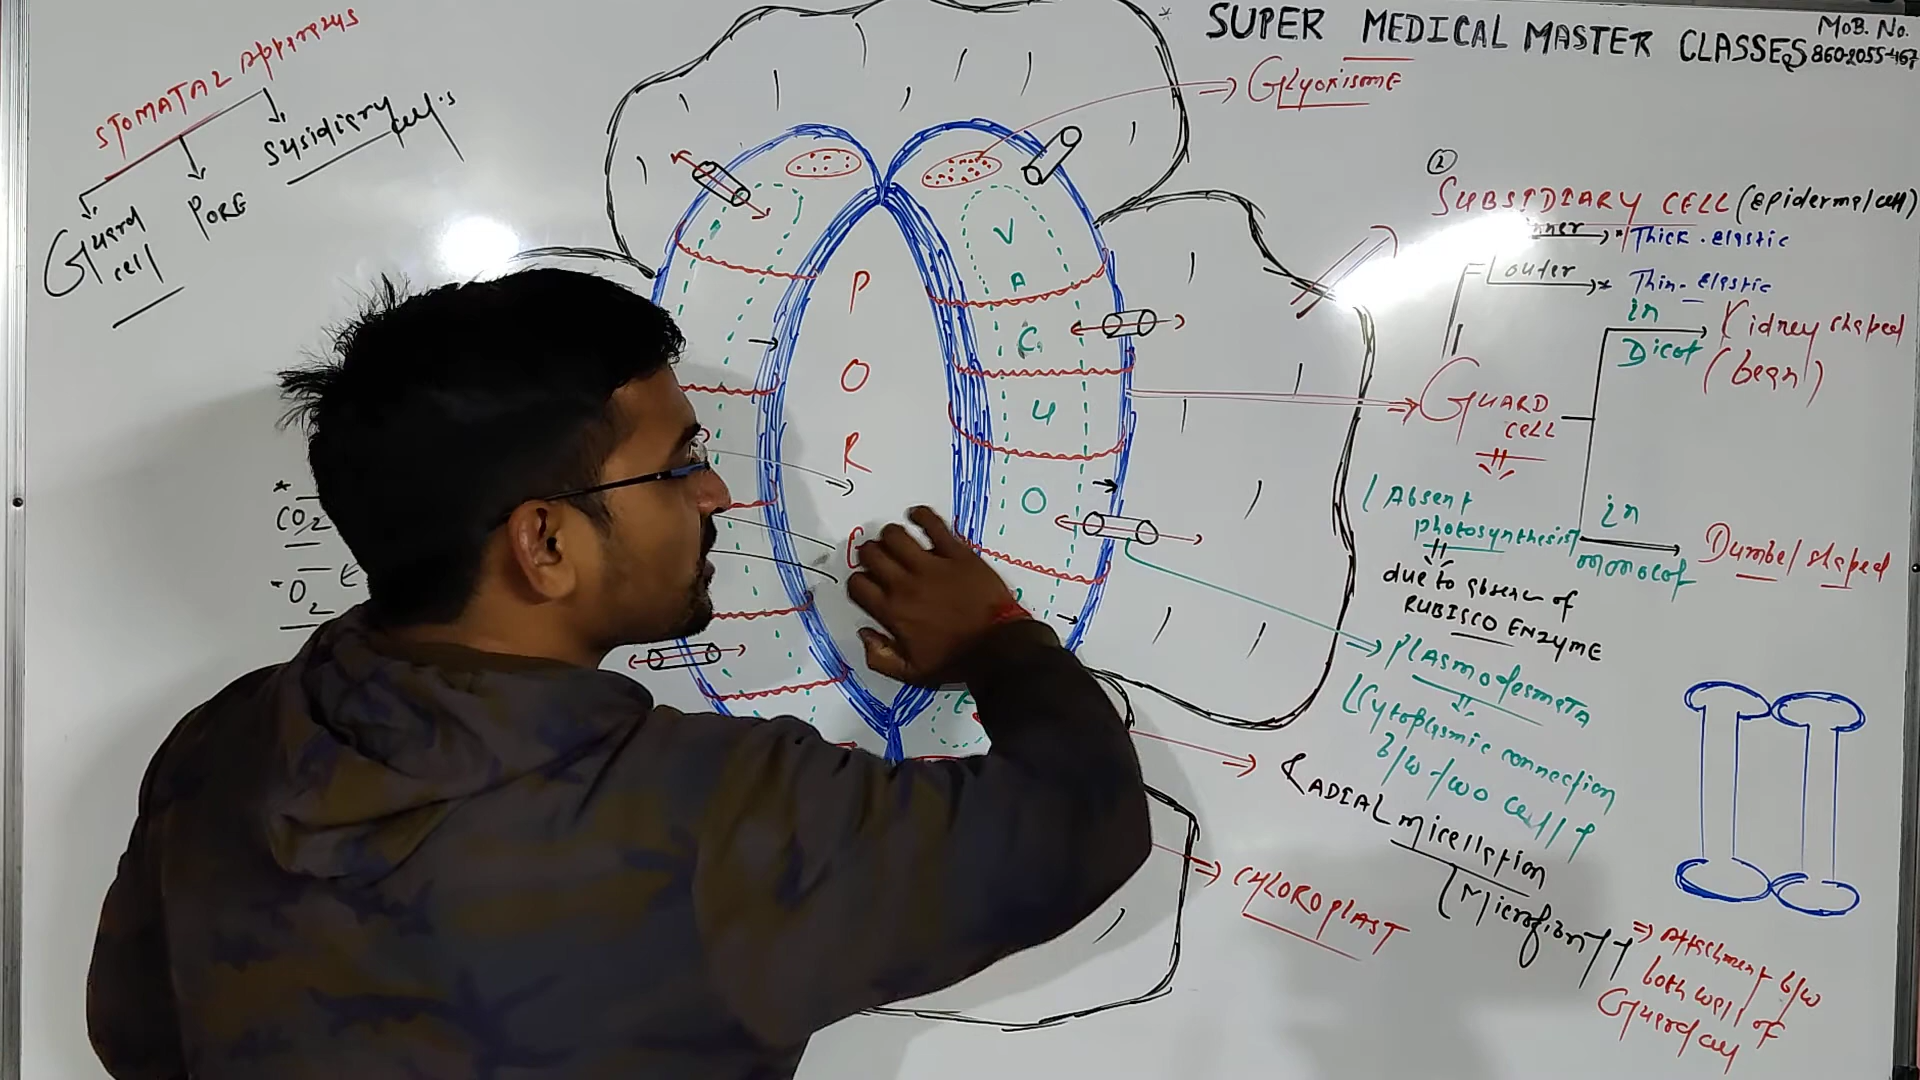 SUPER MEDICAL MASTER CLASSES
MOB. No.
STOMATAL Apparatus
Guard
cell
PORE
Susidiary
cell's
GLyoxisome
②
SUBSIDIARY CELL (epidermal cell)
inner → * Thick. elastic
outer → * Thin. elastic
GUARD
CELL
in
Dicot
Kidney shaped
(bean)
in
monocot
Dumbel shaped
Absent
photosynthesis
due to absence of
RUBISCO ENZYME
P
O
R
V
A
C
U
O
* CO2
* O2
PLASMODESMATA
Cytoplasmic connection
b/w two cell
RADIAL micellation
CHLOROPLAST
=> Attachment b/w
both wall of
Guard cell